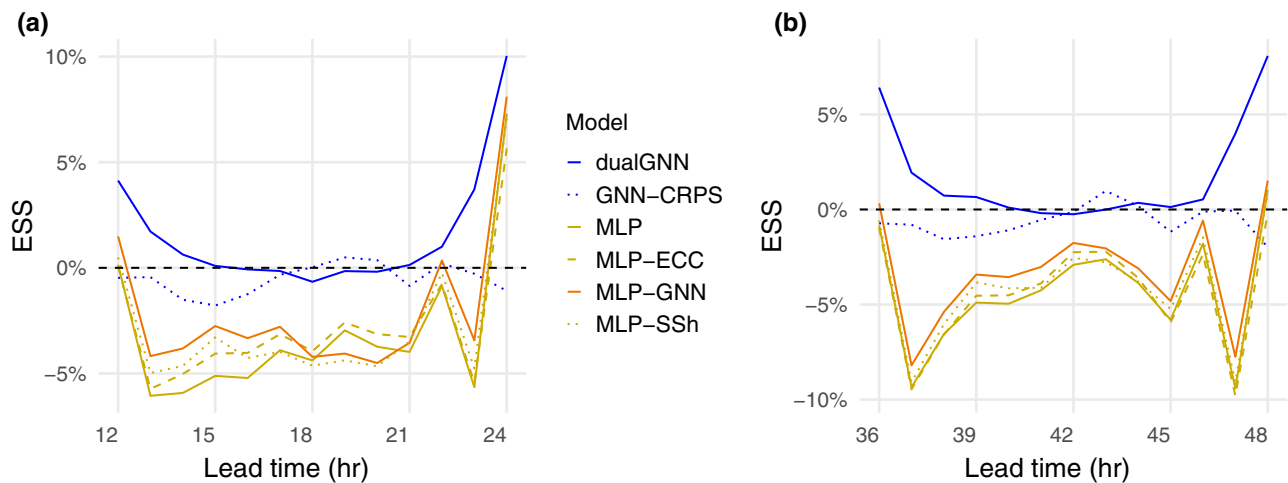 (a)
10%
5%
0%
−5%
ESS
12 15 18 21 24
Lead time (hr)
Model
dualGNN
GNN−CRPS
MLP
MLP−ECC
MLP−GNN
MLP−SSh
(b)
5%
0%
−5%
−10%
ESS
36 39 42 45 48
Lead time (hr)